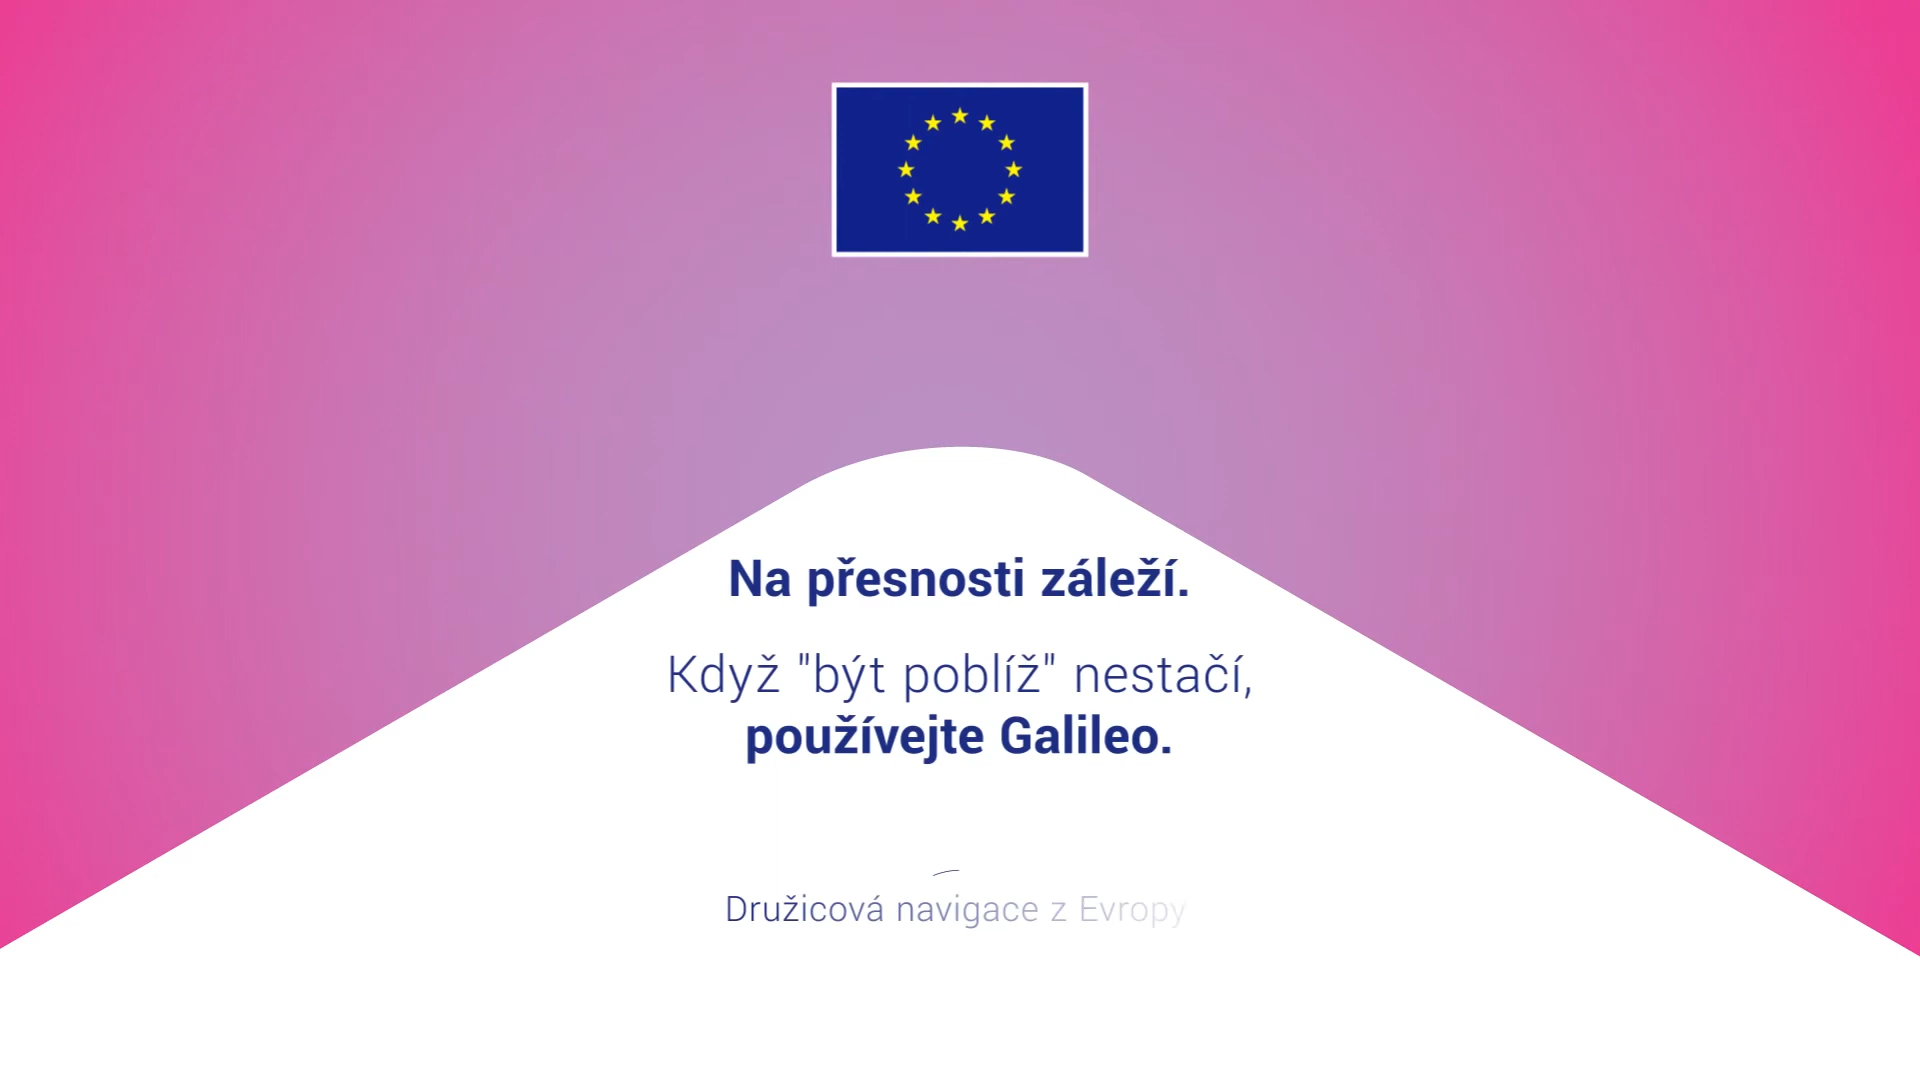 Na přesnosti záleží.
Když "být poblíž" nestačí,
používejte Galileo.
Družicová navigace z Evropy